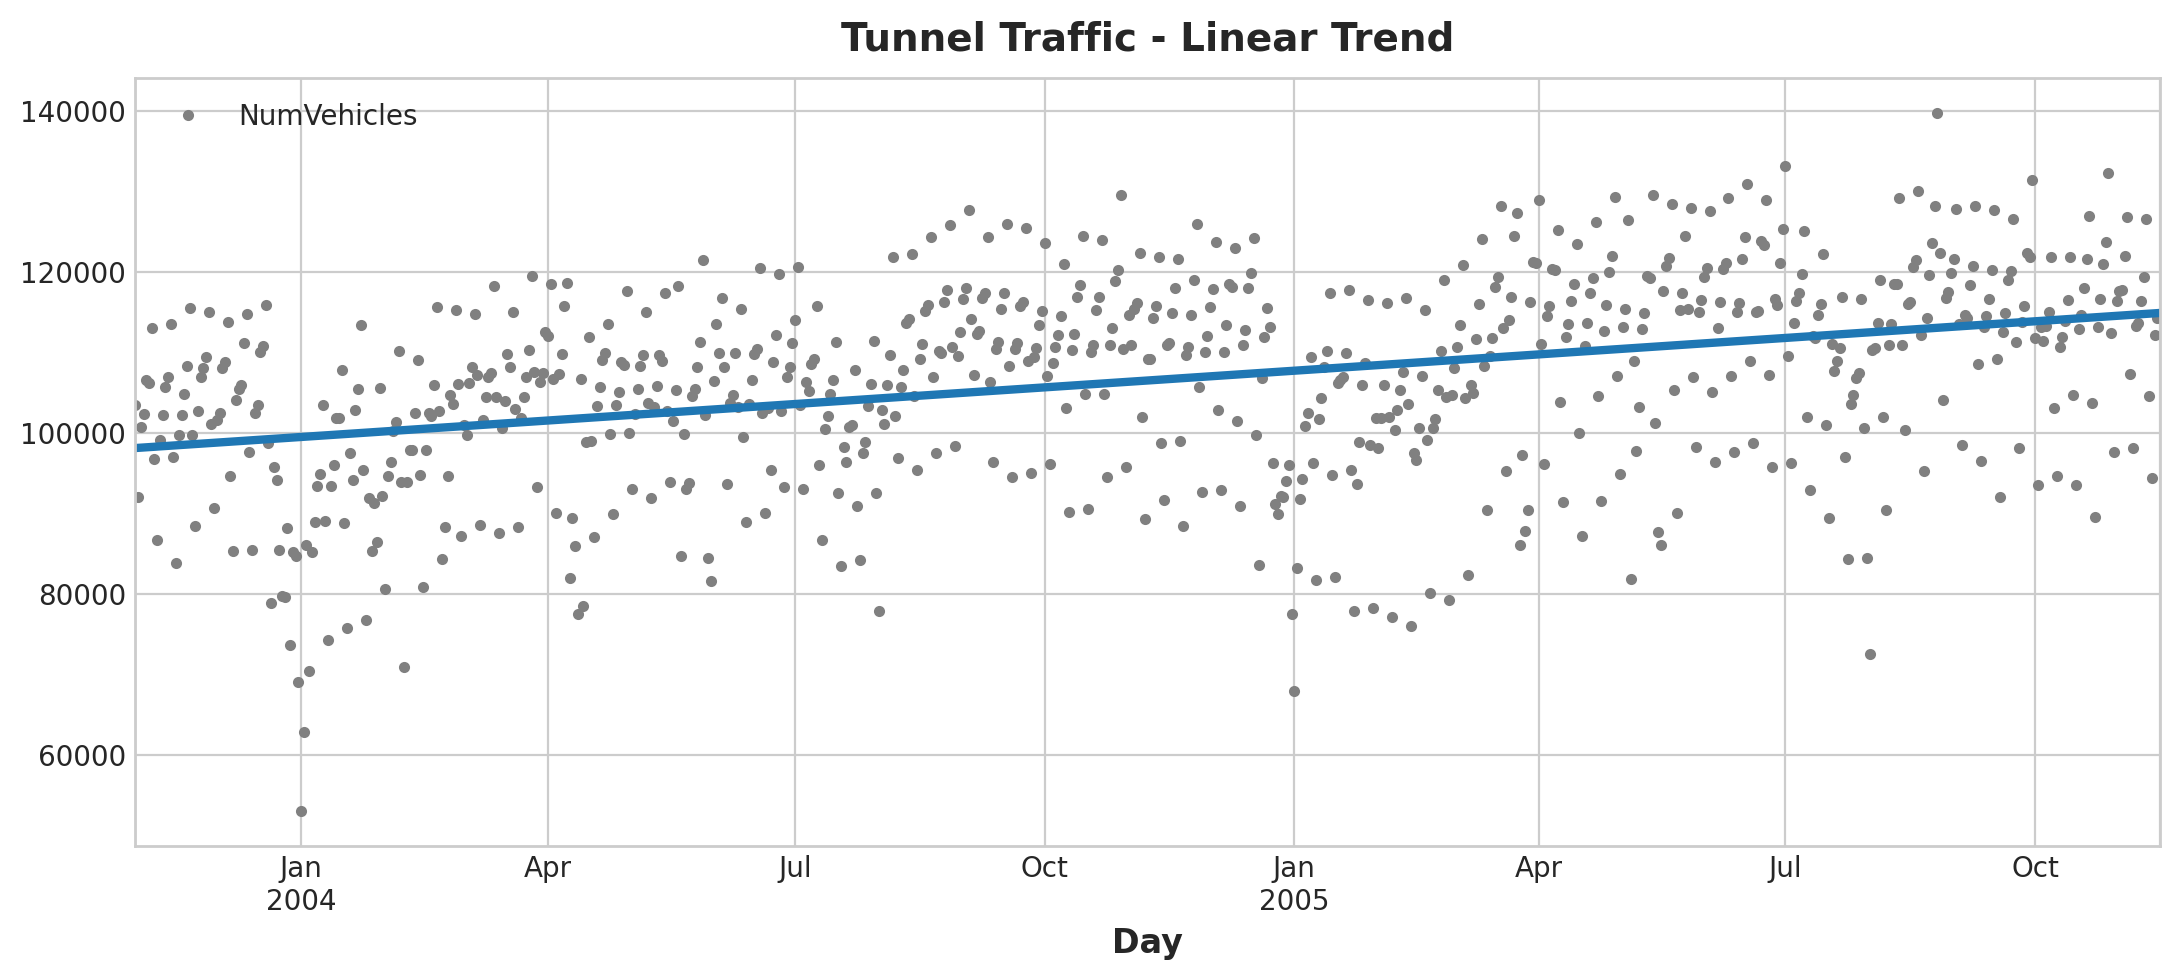 Tunnel Traffic - Linear Trend
140000
NumVehicles
120000
100000
80000
60000
Jan Apr Jul Oct Jan Apr Jul Oct
2004 2005
Day